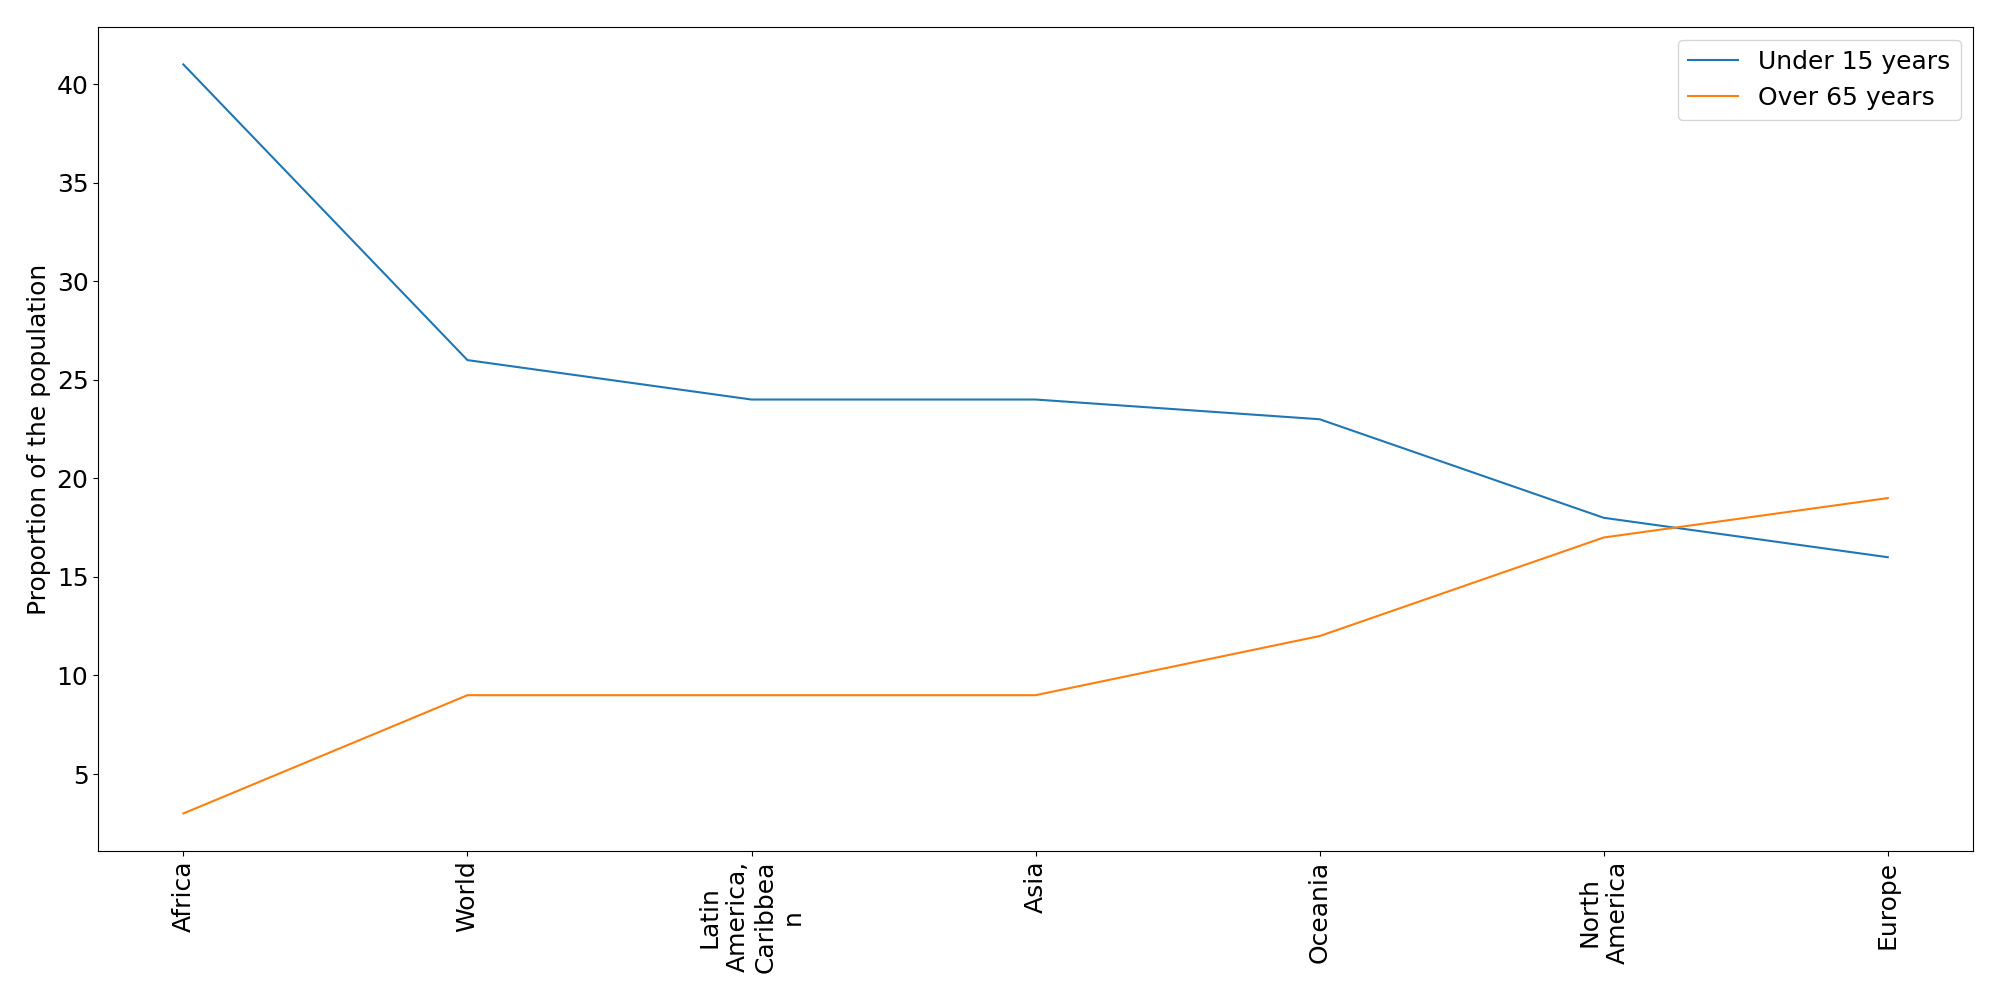 Under 15 years
Over 65 years
Proportion of the population
40
35
30
25
20
15
10
5
Africa
World
Latin
America,
Caribbea
n
Asia
Oceania
North
America
Europe